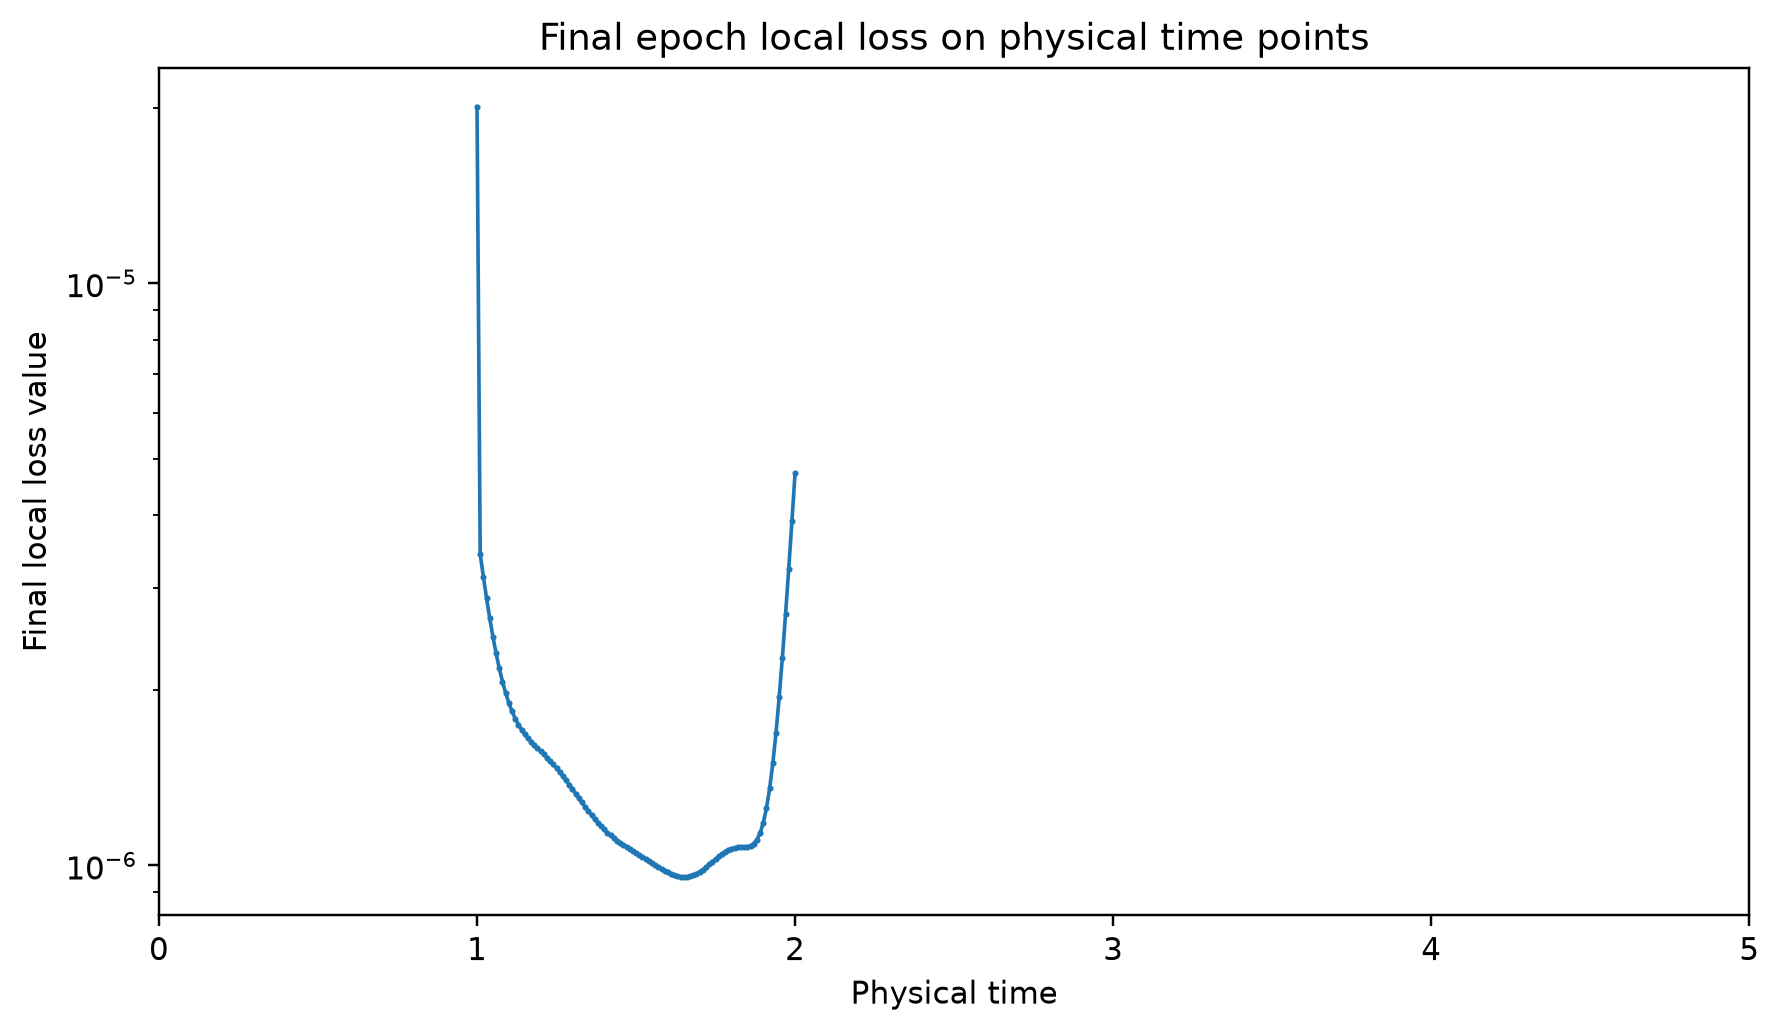 Final epoch local loss on physical time points
Final local loss value
10⁻⁵
10⁻⁶
0 1 2 3 4 5
Physical time